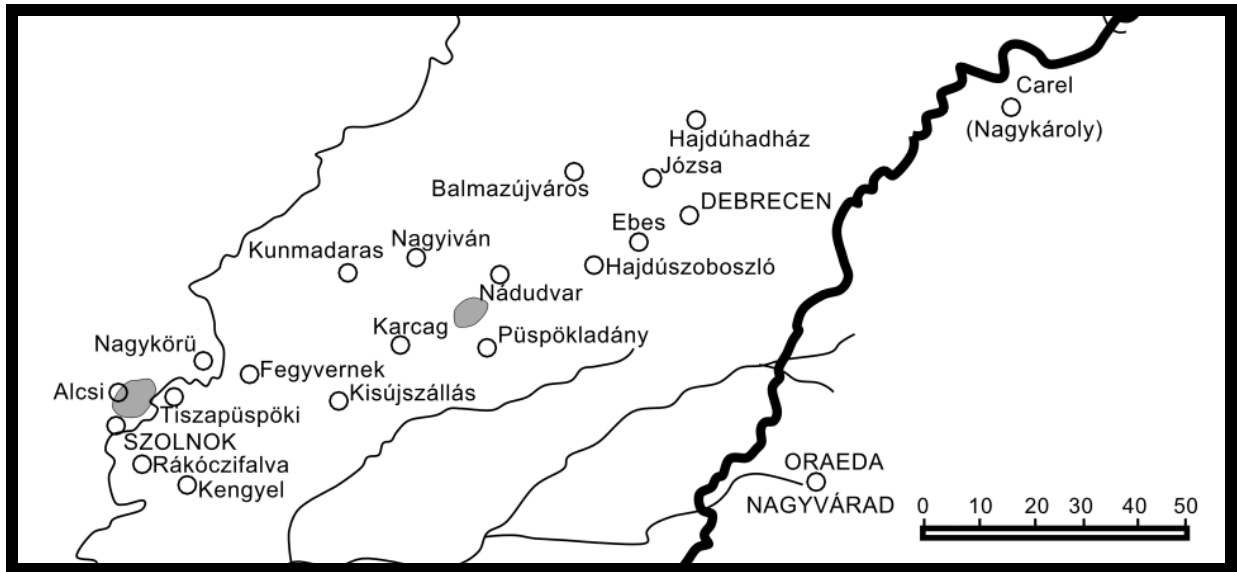 Carel
(Nagykároly)
Hajdúhadház
Józsa
Balmazújváros
DEBRECEN
Ebes
Nagyiván
Kunmadaras
Hajdúszoboszló
Nádudvar
Karcag
Püspökladány
Nagykörü
Fegyvernek
Alcsi
Kisújszállás
Tiszapüspöki
SZOLNOK
Rákóczifalva
Kengyel
ORAEDA
NAGYVÁRAD
0 10 20 30 40 50